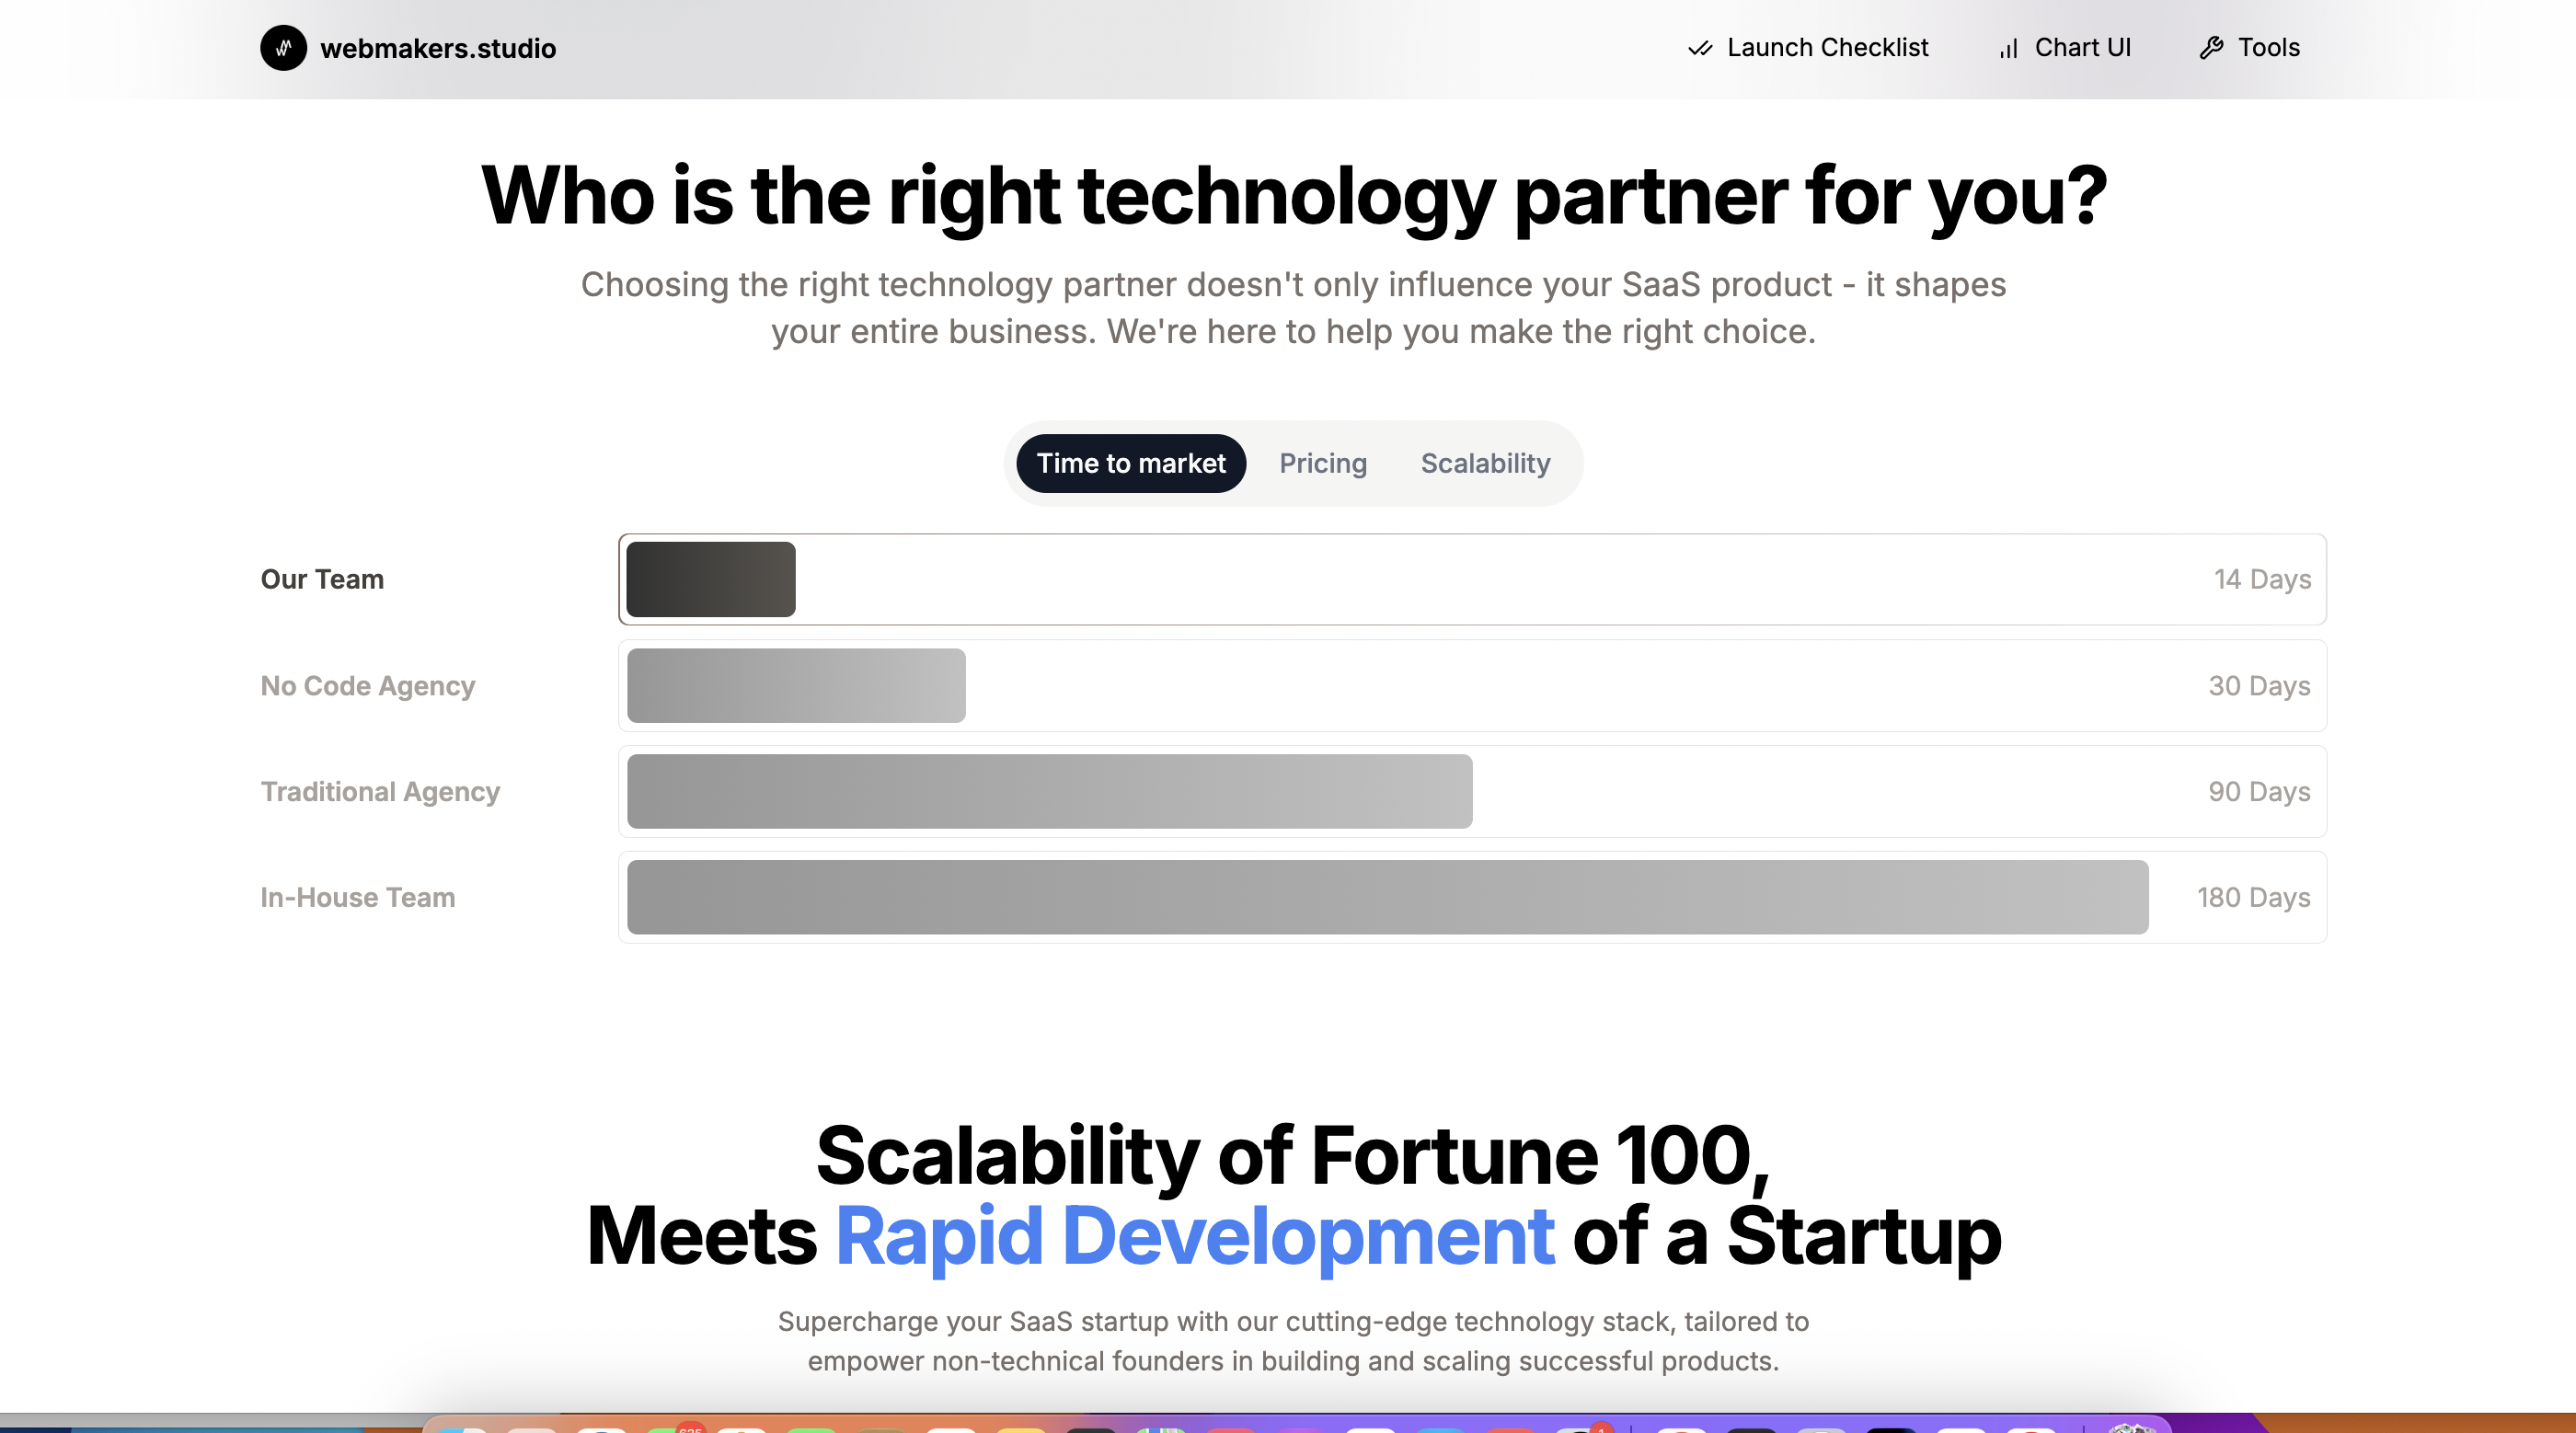 webmakers.studio
Launch Checklist
Chart UI
Tools
Who is the right technology partner for you?
Choosing the right technology partner doesn't only influence your SaaS product - it shapes
your entire business. We're here to help you make the right choice.
Time to market
Pricing
Scalability
Our Team
14 Days
No Code Agency
30 Days
Traditional Agency
90 Days
In-House Team
180 Days
Scalability of Fortune 100,
Meets Rapid Development of a Startup
Supercharge your SaaS startup with our cutting-edge technology stack, tailored to
empower non-technical founders in building and scaling successful products.